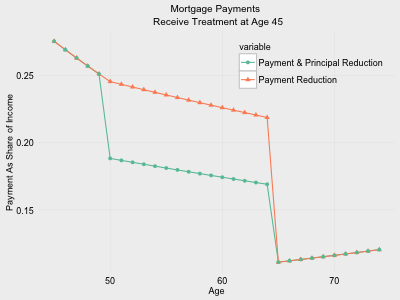 Mortgage Payments
Receive Treatment at Age 45
variable
Payment & Principal Reduction
Payment Reduction
Payment As Share of Income
0.25
0.20
0.15
50
60
70
Age